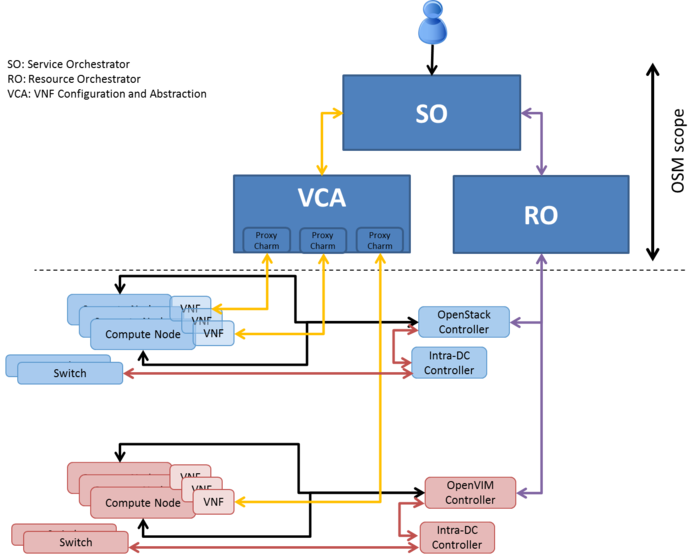 SO: Service Orchestrator
RO: Resource Orchestrator
VCA: VNF Configuration and Abstraction
SO
OSM scope
VCA
RO
Proxy
Charm
Proxy
Charm
Proxy
Charm
VNF
VNF
Compute Node
VNF
OpenStack
Controller
Intra-DC
Controller
Switch
VNF
VNF
Compute Node
VNF
OpenVIM
Controller
Intra-DC
Controller
Switch